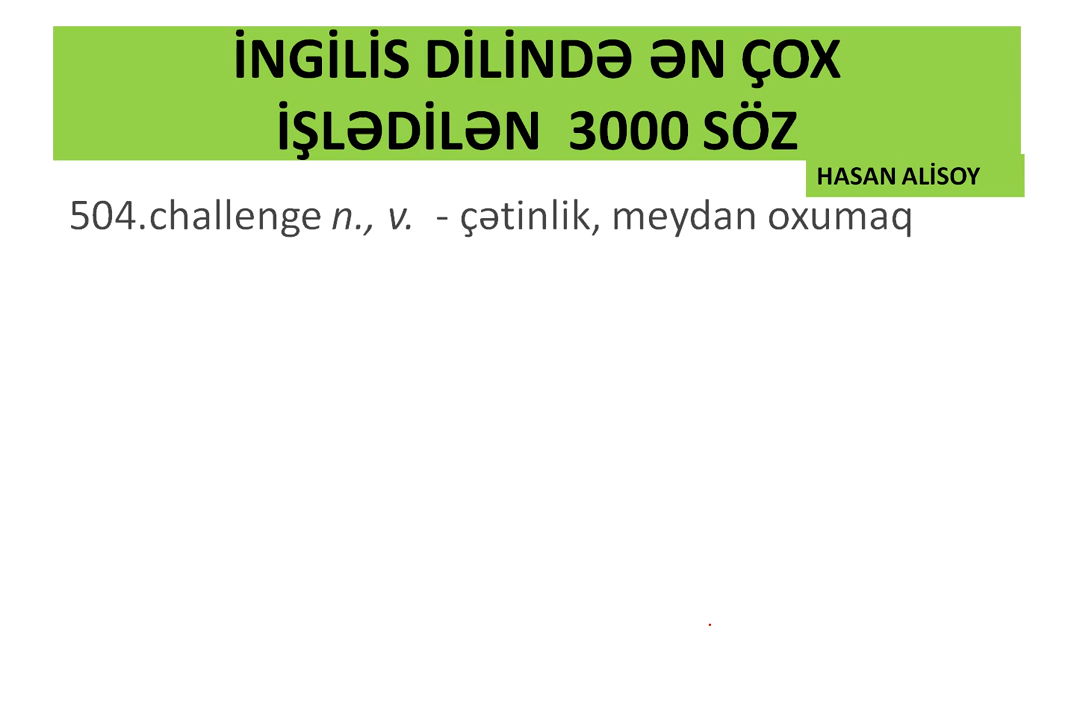 İNGİLİS DİLİNDƏ ƏN ÇOX
İŞLƏDİLƏN  3000 SÖZ
HASAN ALİSOY
504.challenge n., v.  - çətinlik, meydan oxumaq